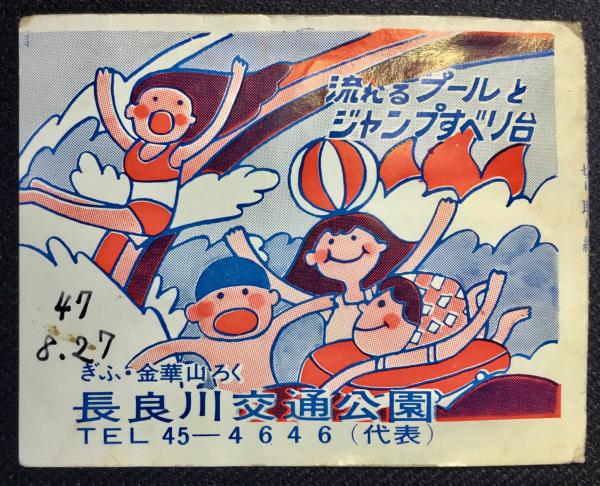 流れるプールと
ジャンプすべり台
47
8.27
ぎふ・金華山ろく
長良川交通公園
TEL 45―4646(代表)